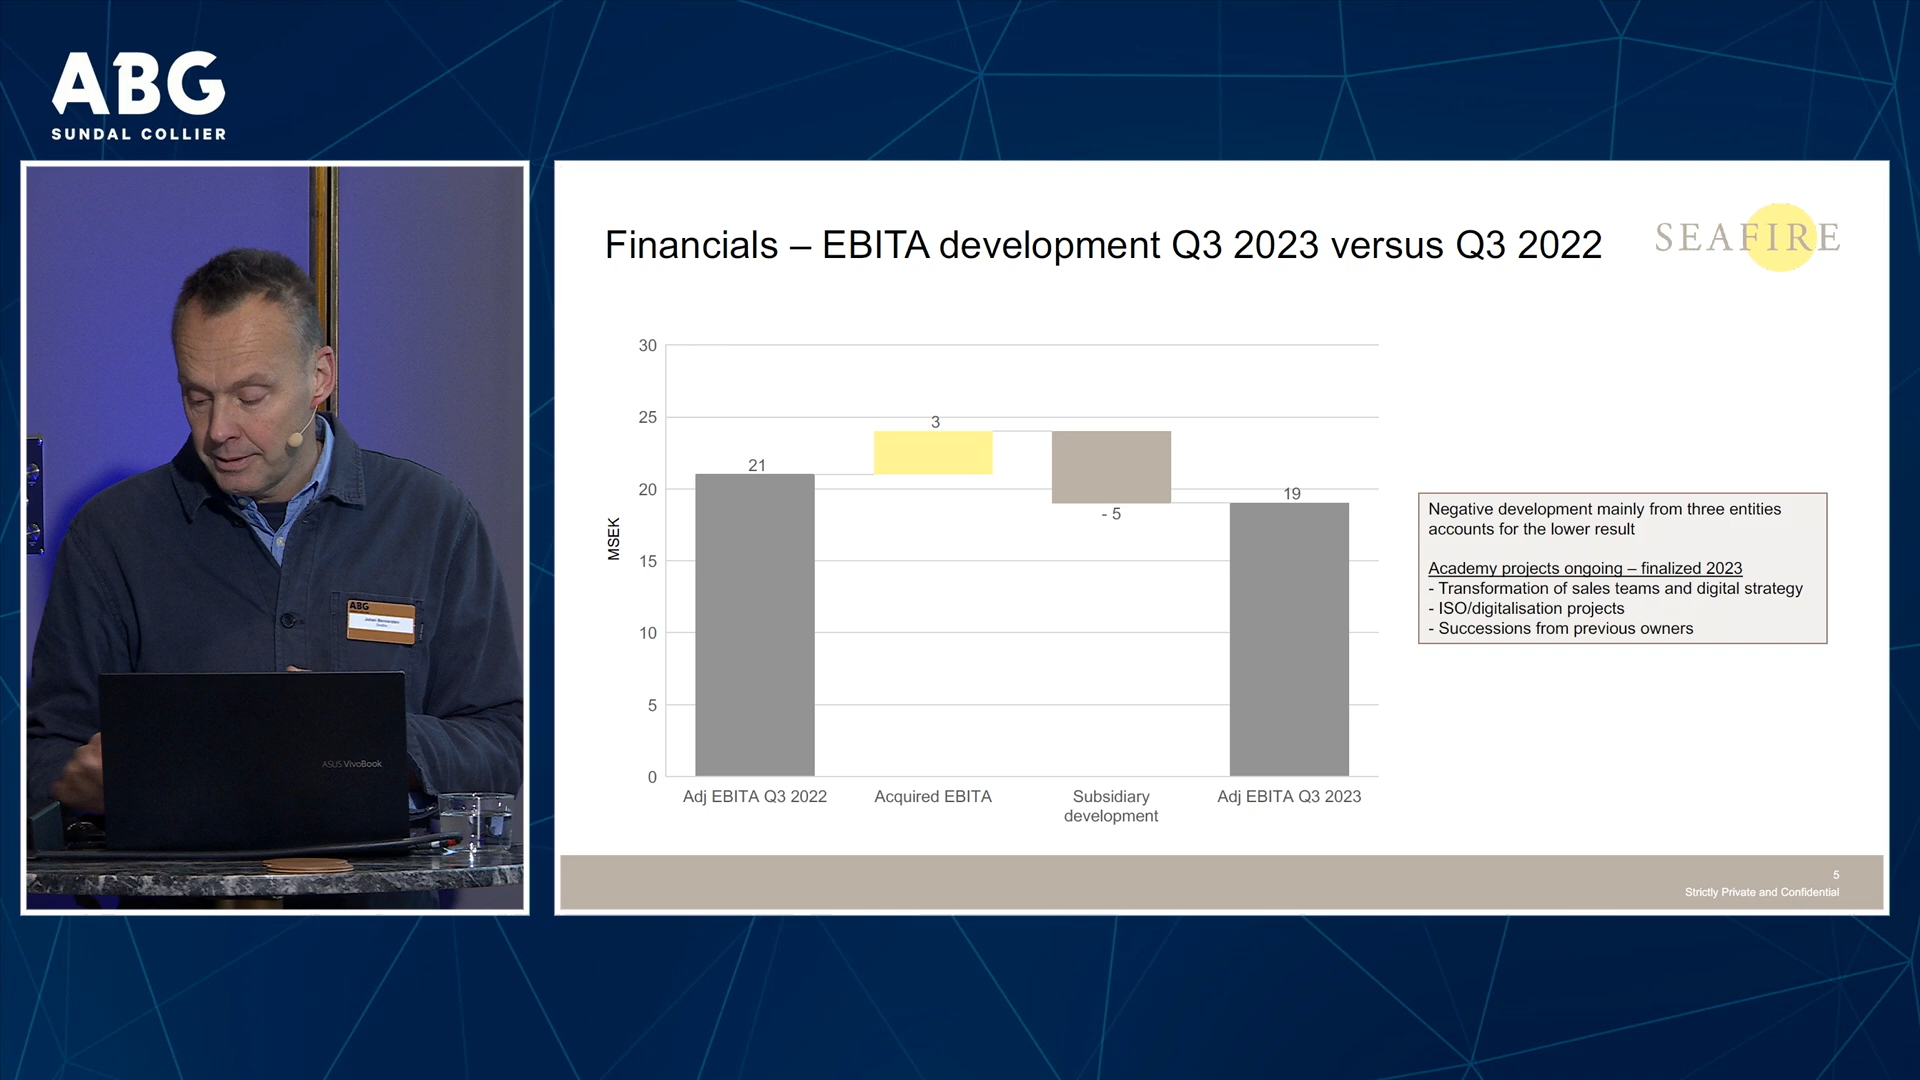 ABG
SUNDAL COLLIER
Financials – EBITA development Q3 2023 versus Q3 2022
SEAFIRE
30
25
20
15
10
5
0
MSEK
21
3
- 5
19
Adj EBITA Q3 2022
Acquired EBITA
Subsidiary
development
Adj EBITA Q3 2023
Negative development mainly from three entities
accounts for the lower result
Academy projects ongoing – finalized 2023
- Transformation of sales teams and digital strategy
- ISO/digitalisation projects
- Successions from previous owners
5
Strictly Private and Confidential
ABG
ASUS VivoBook